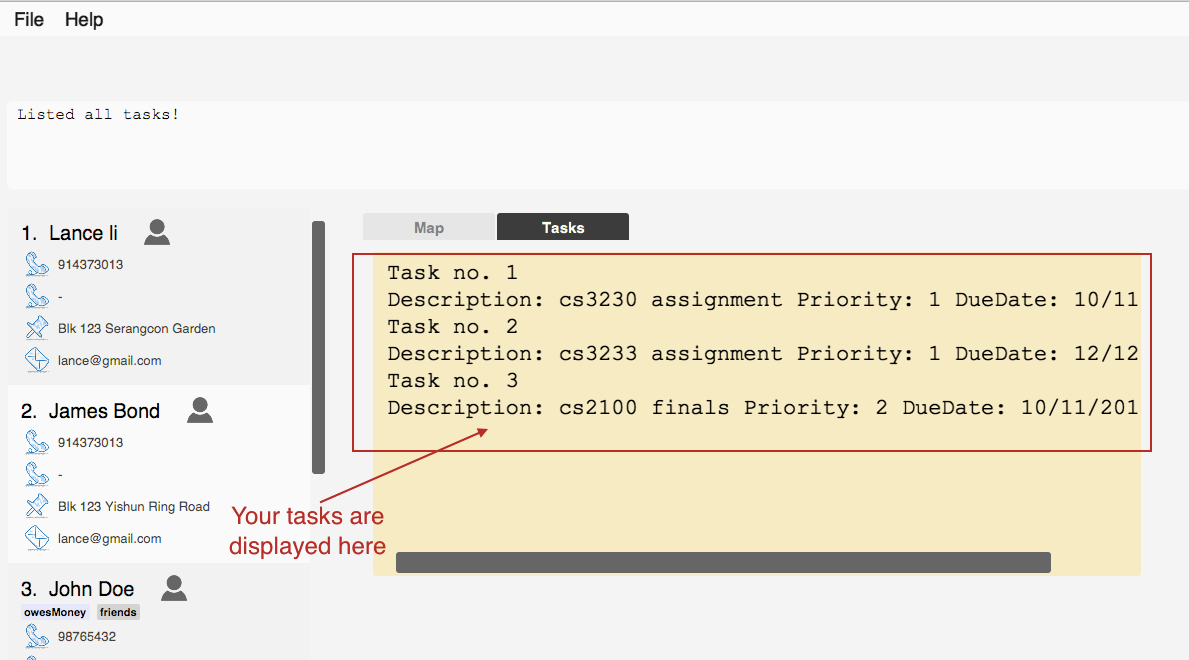 File Help
Listed all tasks!
1. Lance li
914373013
-
Blk 123 Serangoon Garden
lance@gmail.com
2. James Bond
914373013
-
Blk 123 Yishun Ring Road
lance@gmail.com
3. John Doe
owesMoney friends
98765432
Map Tasks
Task no. 1
Description: cs3230 assignment Priority: 1 DueDate: 10/11
Task no. 2
Description: cs3233 assignment Priority: 1 DueDate: 12/12
Task no. 3
Description: cs2100 finals Priority: 2 DueDate: 10/11/201
Your tasks are
displayed here